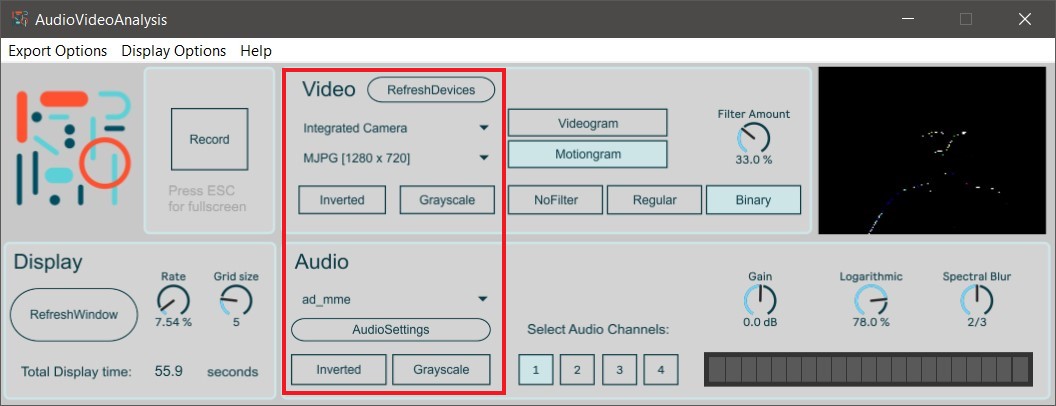 AudioVideoAnalysis
Export Options Display Options Help
Record
Press ESC
for fullscreen
Video RefreshDevices
Integrated Camera
MJPG [1280 x 720]
Inverted Grayscale
Videogram
Motiongram
NoFilter Regular Binary
Filter Amount
33.0 %
Display
Rate Grid size
7.54 % 5
RefreshWindow
Total Display time: 55.9 seconds
Audio
ad_mme
AudioSettings
Inverted Grayscale
Select Audio Channels:
1 2 3 4
Gain Logarithmic Spectral Blur
0.0 dB 78.0 % 2/3